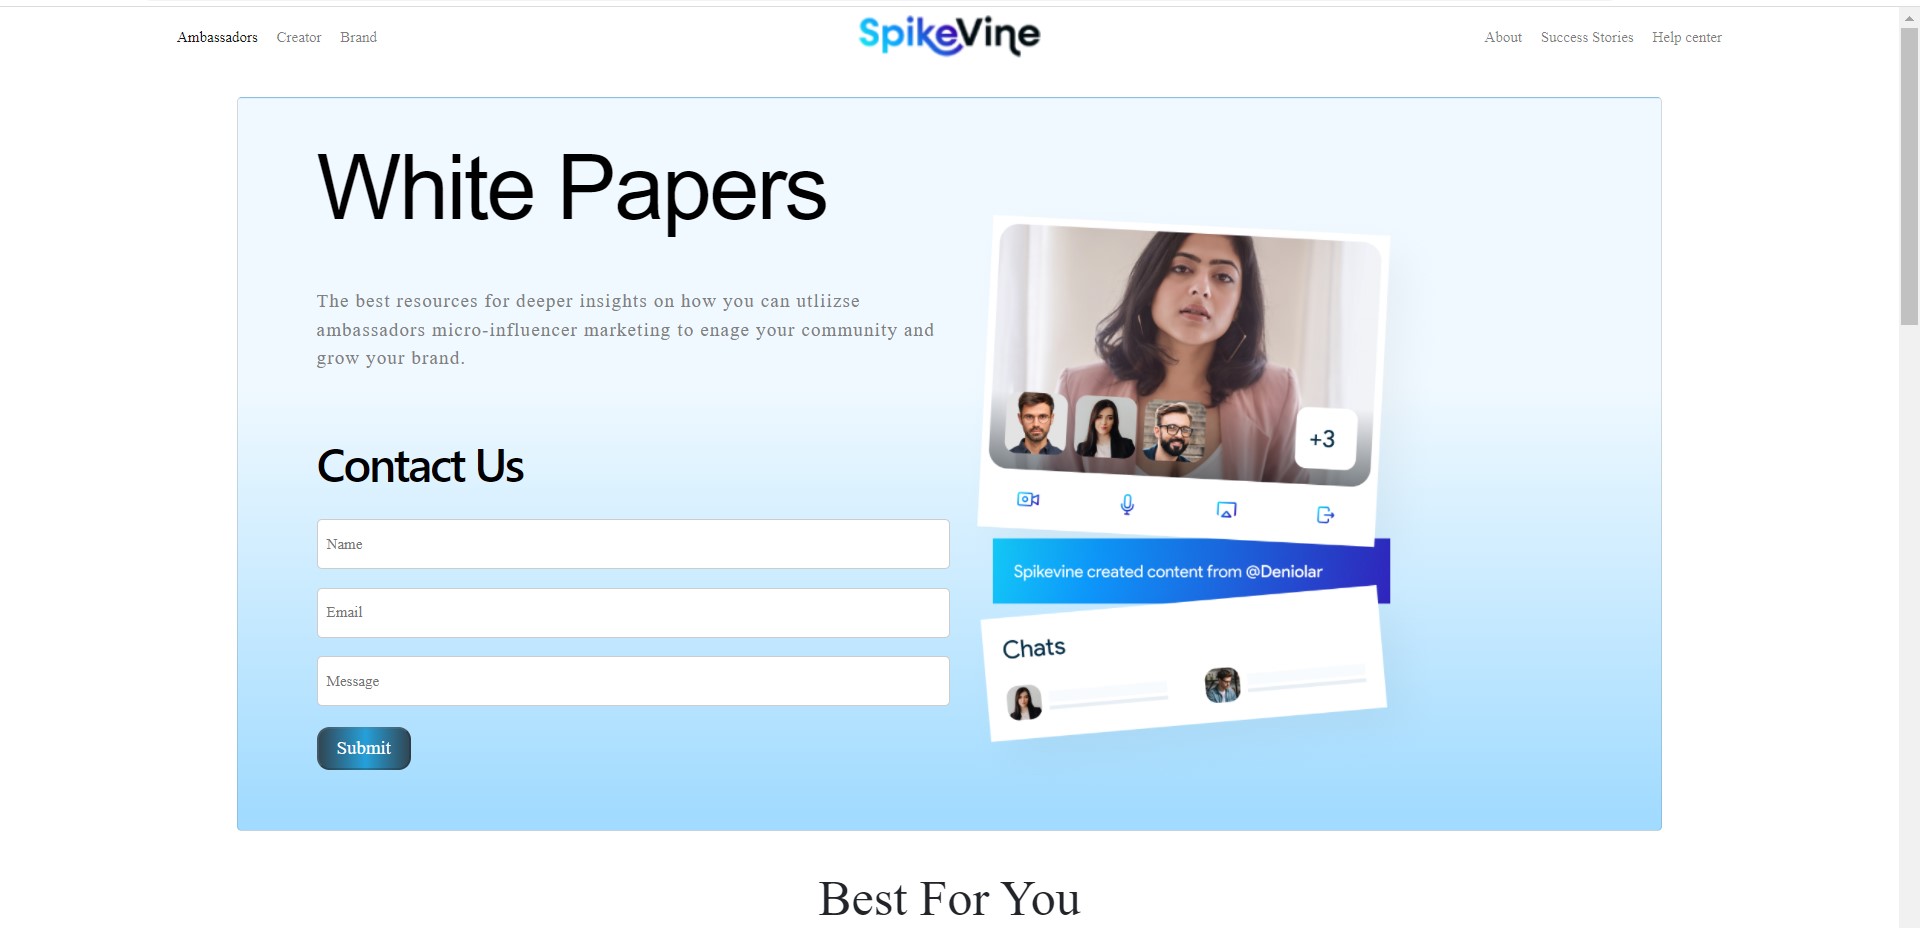 Ambassadors Creator Brand
SpikeVine
About Success Stories Help center
White Papers
The best resources for deeper insights on how you can utliizse
ambassadors micro-influencer marketing to enage your community and
grow your brand.
Contact Us
Name
Email
Message
Submit
+3
Spikevine created content from @Deniolar
Chats
Best For You